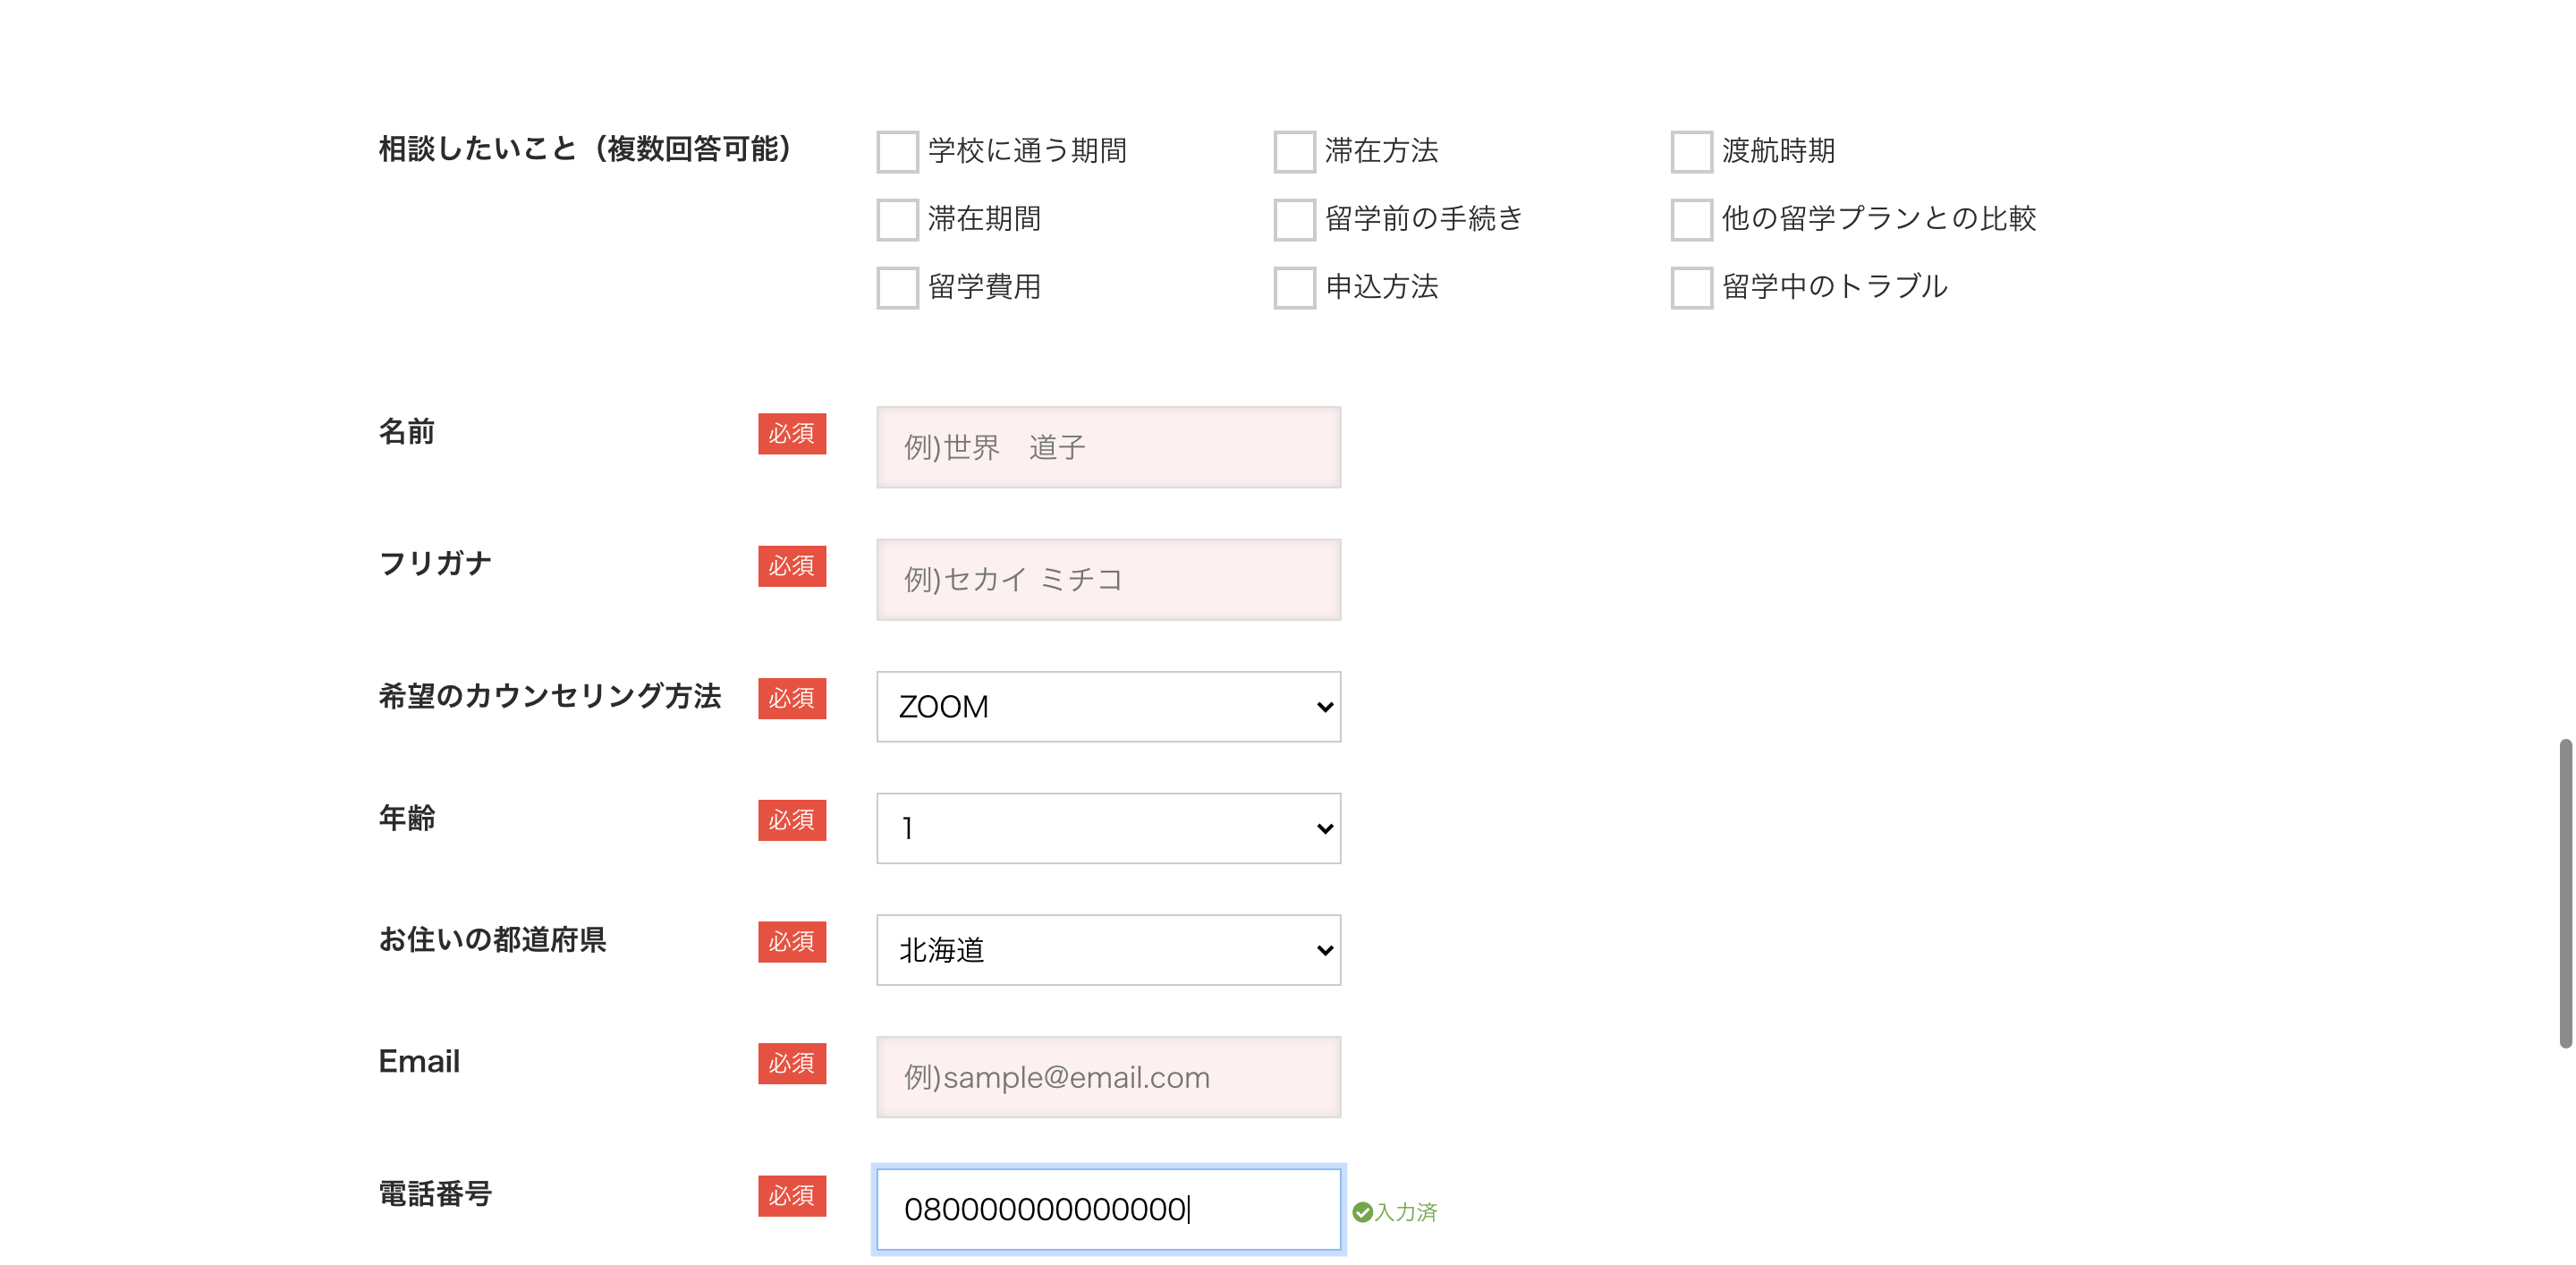 相談したいこと（複数回答可能）
学校に通う期間 滞在方法 渡航時期
滞在期間 留学前の手続き 他の留学プランとの比較
留学費用 申込方法 留学中のトラブル
名前 必須 例)世界　道子
フリガナ 必須 例)セカイ ミチコ
希望のカウンセリング方法 必須 ZOOM
年齢 必須 1
お住いの都道府県 必須 北海道
Email 必須 例)sample@email.com
電話番号 必須 080000000000000 入力済